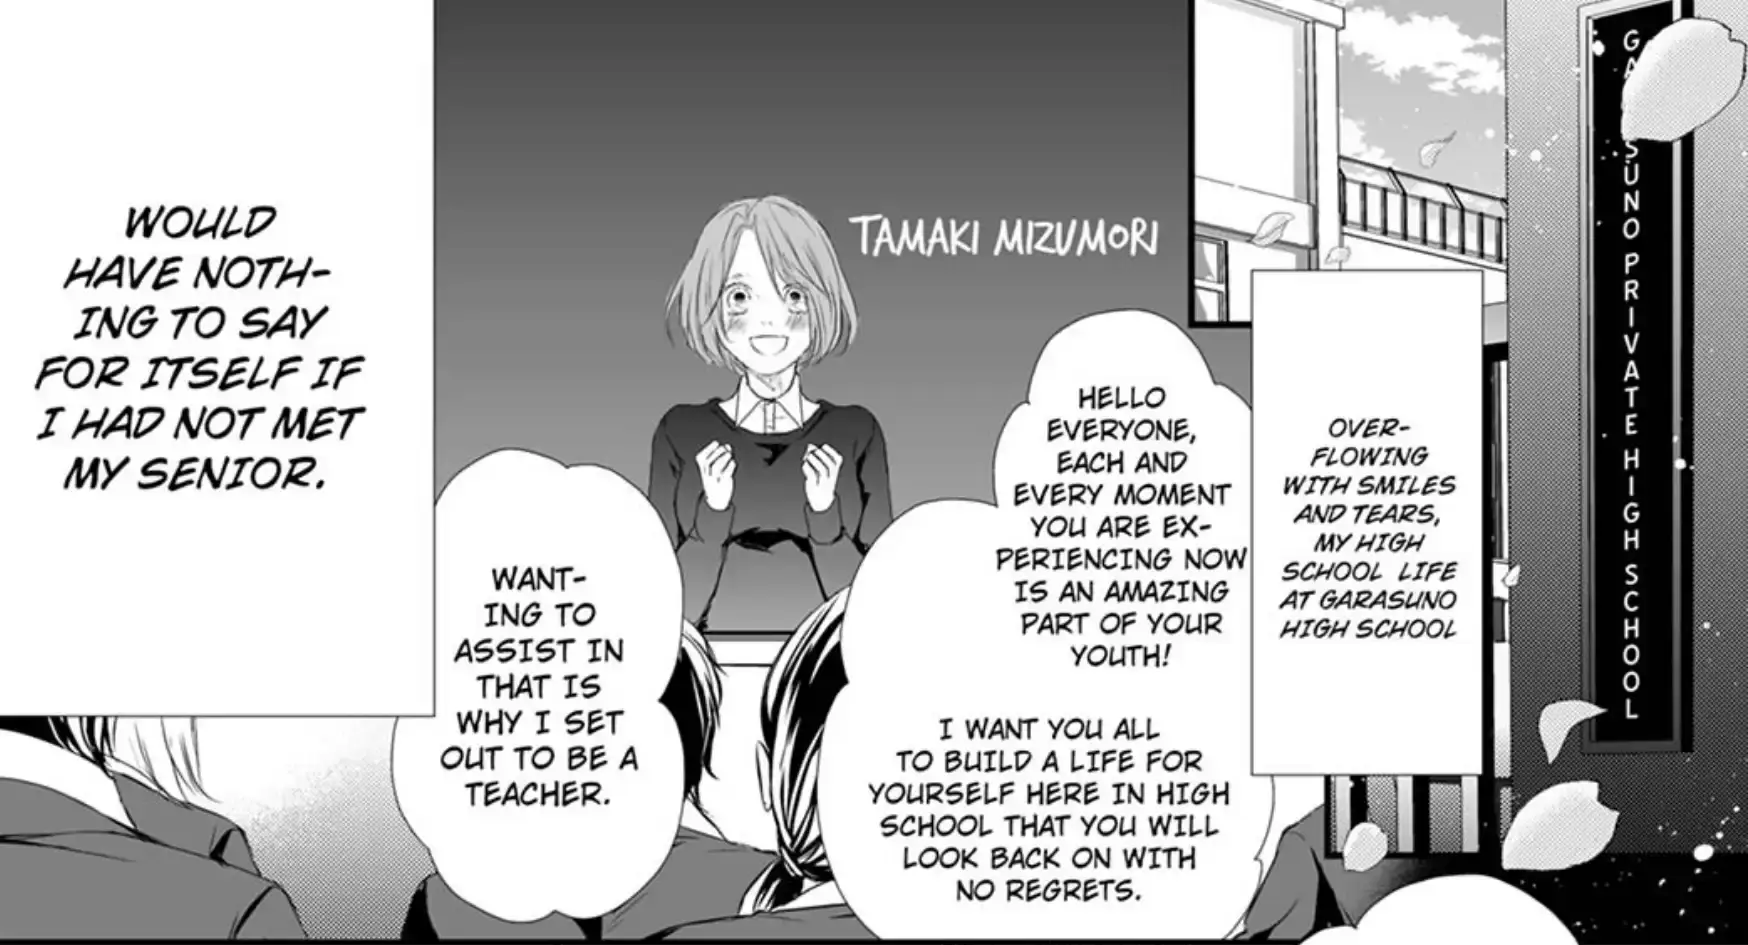 GA SUNO PRIVATE HIGH SCHOOL
OVER-
FLOWING
WITH SMILES
AND TEARS,
MY HIGH
SCHOOL LIFE
AT GARASUNO
HIGH SCHOOL
TAMAKI MIZUMORI
HELLO
EVERYONE,
EACH AND
EVERY MOMENT
YOU ARE EX-
PERIENCING NOW
IS AN AMAZING
PART OF YOUR
YOUTH!
I WANT YOU ALL
TO BUILD A LIFE FOR
YOURSELF HERE IN HIGH
SCHOOL THAT YOU WILL
LOOK BACK ON WITH
NO REGRETS.
WANT-
ING TO
ASSIST IN
THAT IS
WHY I SET
OUT TO BE A
TEACHER.
WOULD
HAVE NOTH-
ING TO SAY
FOR ITSELF IF
I HAD NOT MET
MY SENIOR.